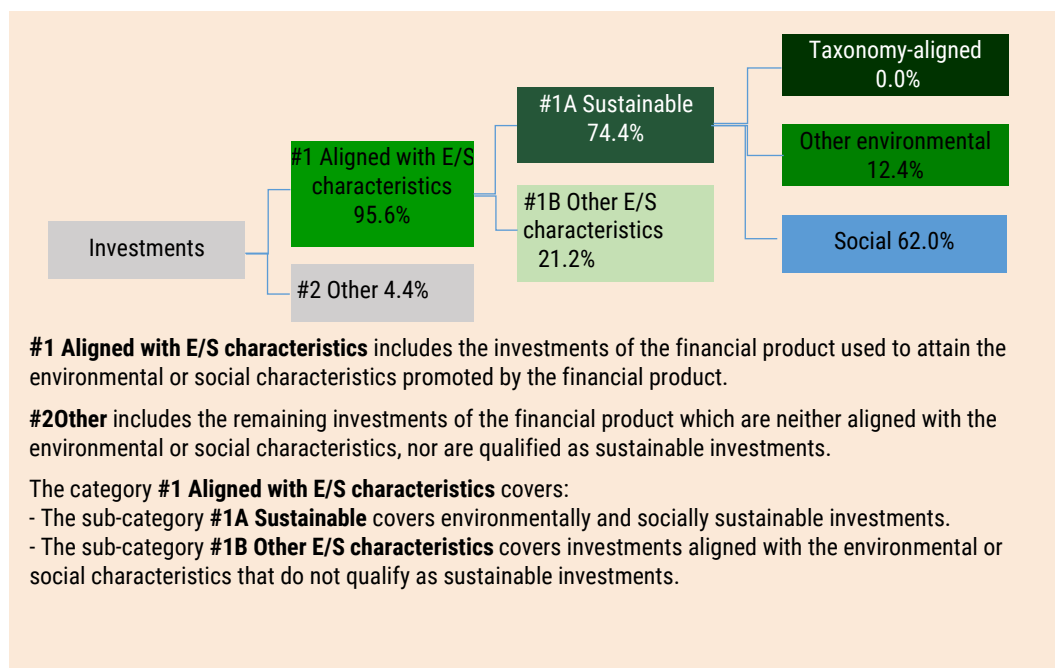 Taxonomy-aligned
0.0%
#1A Sustainable
74.4%
Other environmental
12.4%
#1 Aligned with E/S
characteristics
95.6%
#1B Other E/S
characteristics
21.2%
Investments
Social 62.0%
#2 Other 4.4%
#1 Aligned with E/S characteristics includes the investments of the financial product used to attain the
environmental or social characteristics promoted by the financial product.
#2Other includes the remaining investments of the financial product which are neither aligned with the
environmental or social characteristics, nor are qualified as sustainable investments.
The category #1 Aligned with E/S characteristics covers:
- The sub-category #1A Sustainable covers environmentally and socially sustainable investments.
- The sub-category #1B Other E/S characteristics covers investments aligned with the environmental or
social characteristics that do not qualify as sustainable investments.